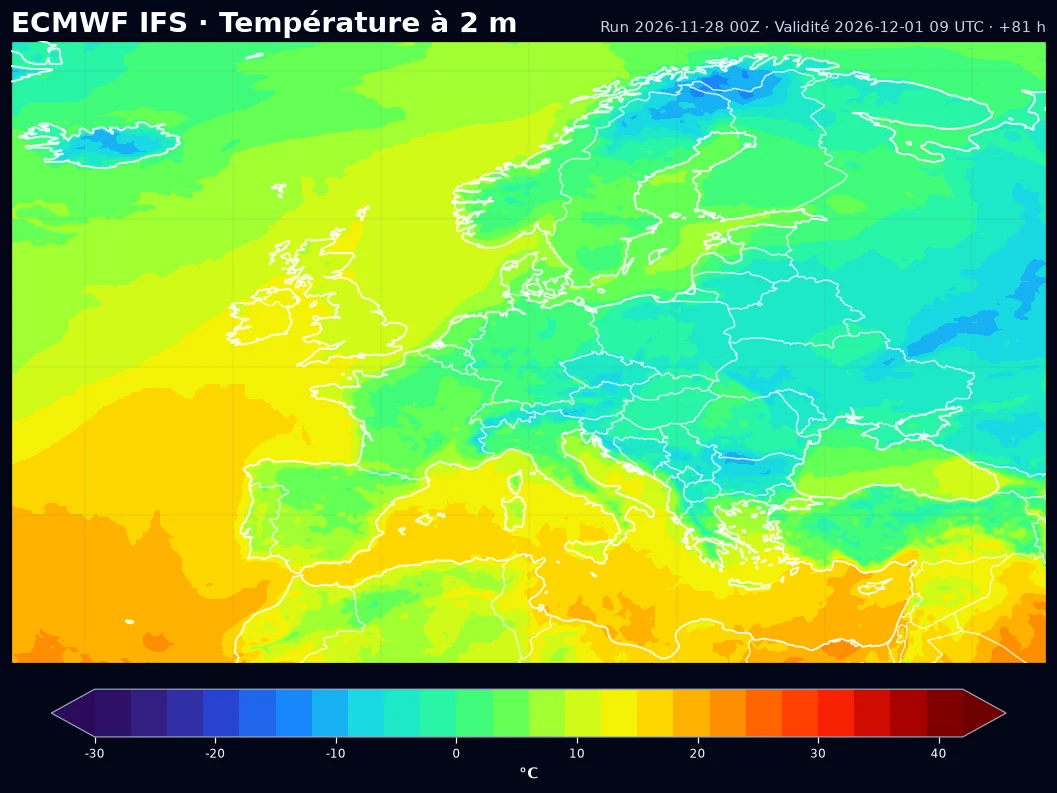 ECMWF IFS · Température à 2 m
Run 2026-11-28 00Z · Validité 2026-12-01 09 UTC · +81 h
-30 -20 -10 0 10 20 30 40
°C